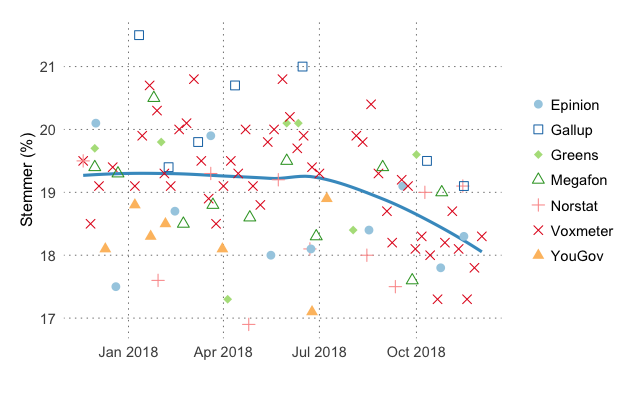 21
20
19
18
17
Stemmer (%)
Jan 2018
Apr 2018
Jul 2018
Oct 2018
Epinion
Gallup
Greens
Megafon
Norstat
Voxmeter
YouGov